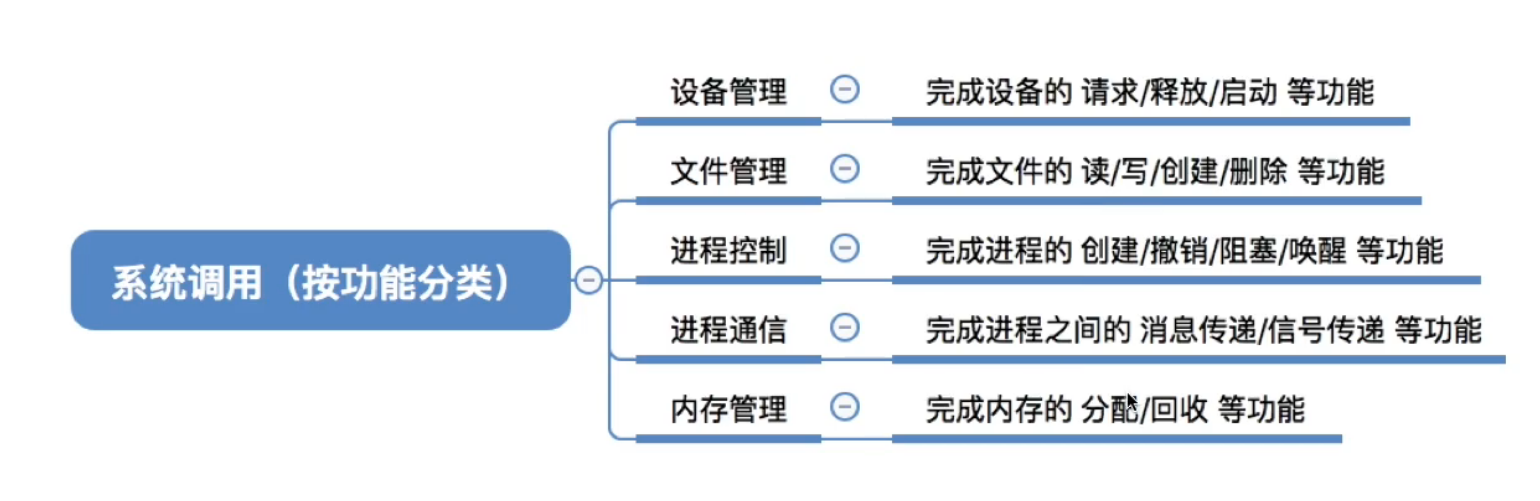 设备管理 完成设备的 请求/释放/启动 等功能
文件管理 完成文件的 读/写/创建/删除 等功能
系统调用（按功能分类） 进程控制 完成进程的 创建/撤销/阻塞/唤醒 等功能
进程通信 完成进程之间的 消息传递/信号传递 等功能
内存管理 完成内存的 分配/回收 等功能